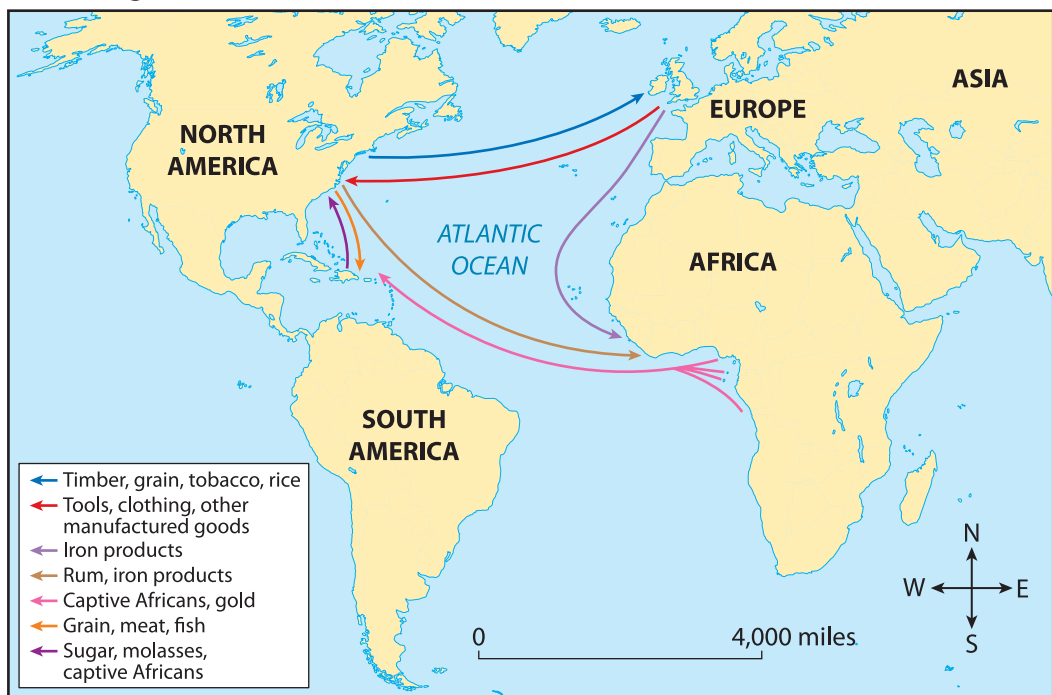 ASIA
EUROPE
NORTH
AMERICA
ATLANTIC
OCEAN
AFRICA
SOUTH
AMERICA
Timber, grain, tobacco, rice
Tools, clothing, other
manufactured goods
Iron products
Rum, iron products
Captive Africans, gold
Grain, meat, fish
Sugar, molasses,
captive Africans
0 4,000 miles
N
W E
S